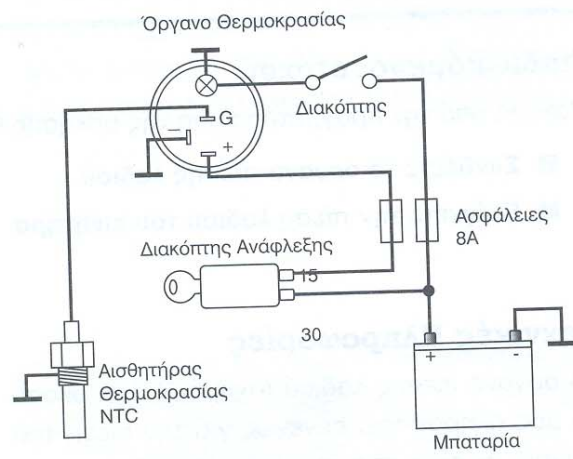 Όργανο Θερμοκρασίας
Διακόπτης
G
-
+
Ασφάλειες
8A
Διακόπτης Ανάφλεξης
15
30
+
-
Αισθητήρας
Θερμοκρασίας
NTC
Μπαταρία